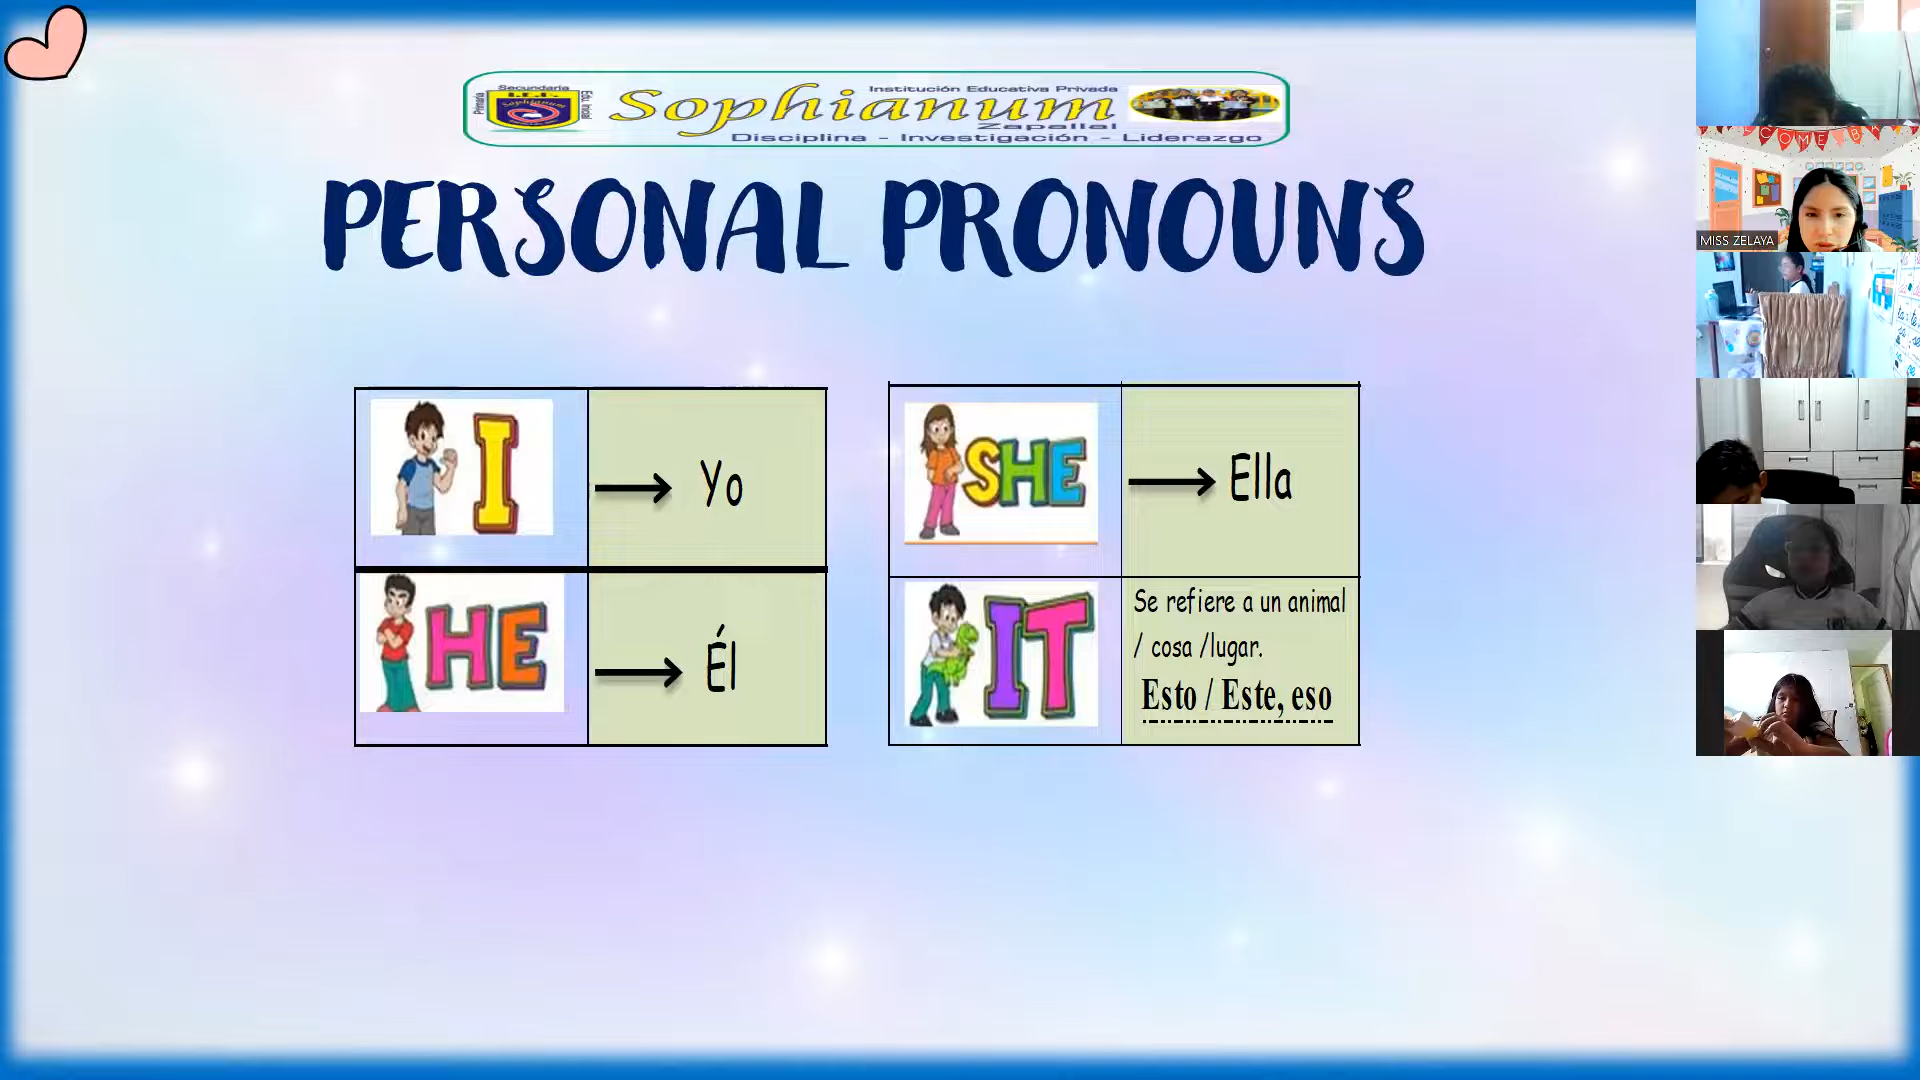 Secundaria
Primaria
I.E.P.
Sophianum
Edu. Inicial
Institución Educativa Privada
Sophianum
Zapallal
Disciplina - Investigación - Liderazgo
PERSONAL PRONOUNS
I
Yo
SHE
Ella
HE
Él
IT
Se refiere a un animal
/ cosa /lugar.
Esto / Este, eso
MISS ZELAYA